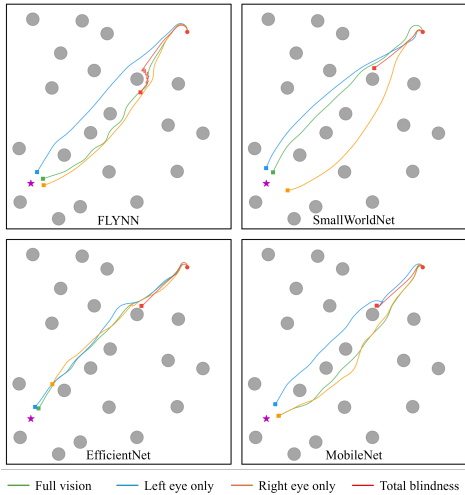 FLYNN
SmallWorldNet
EfficientNet
MobileNet
Full vision
Left eye only
Right eye only
Total blindness